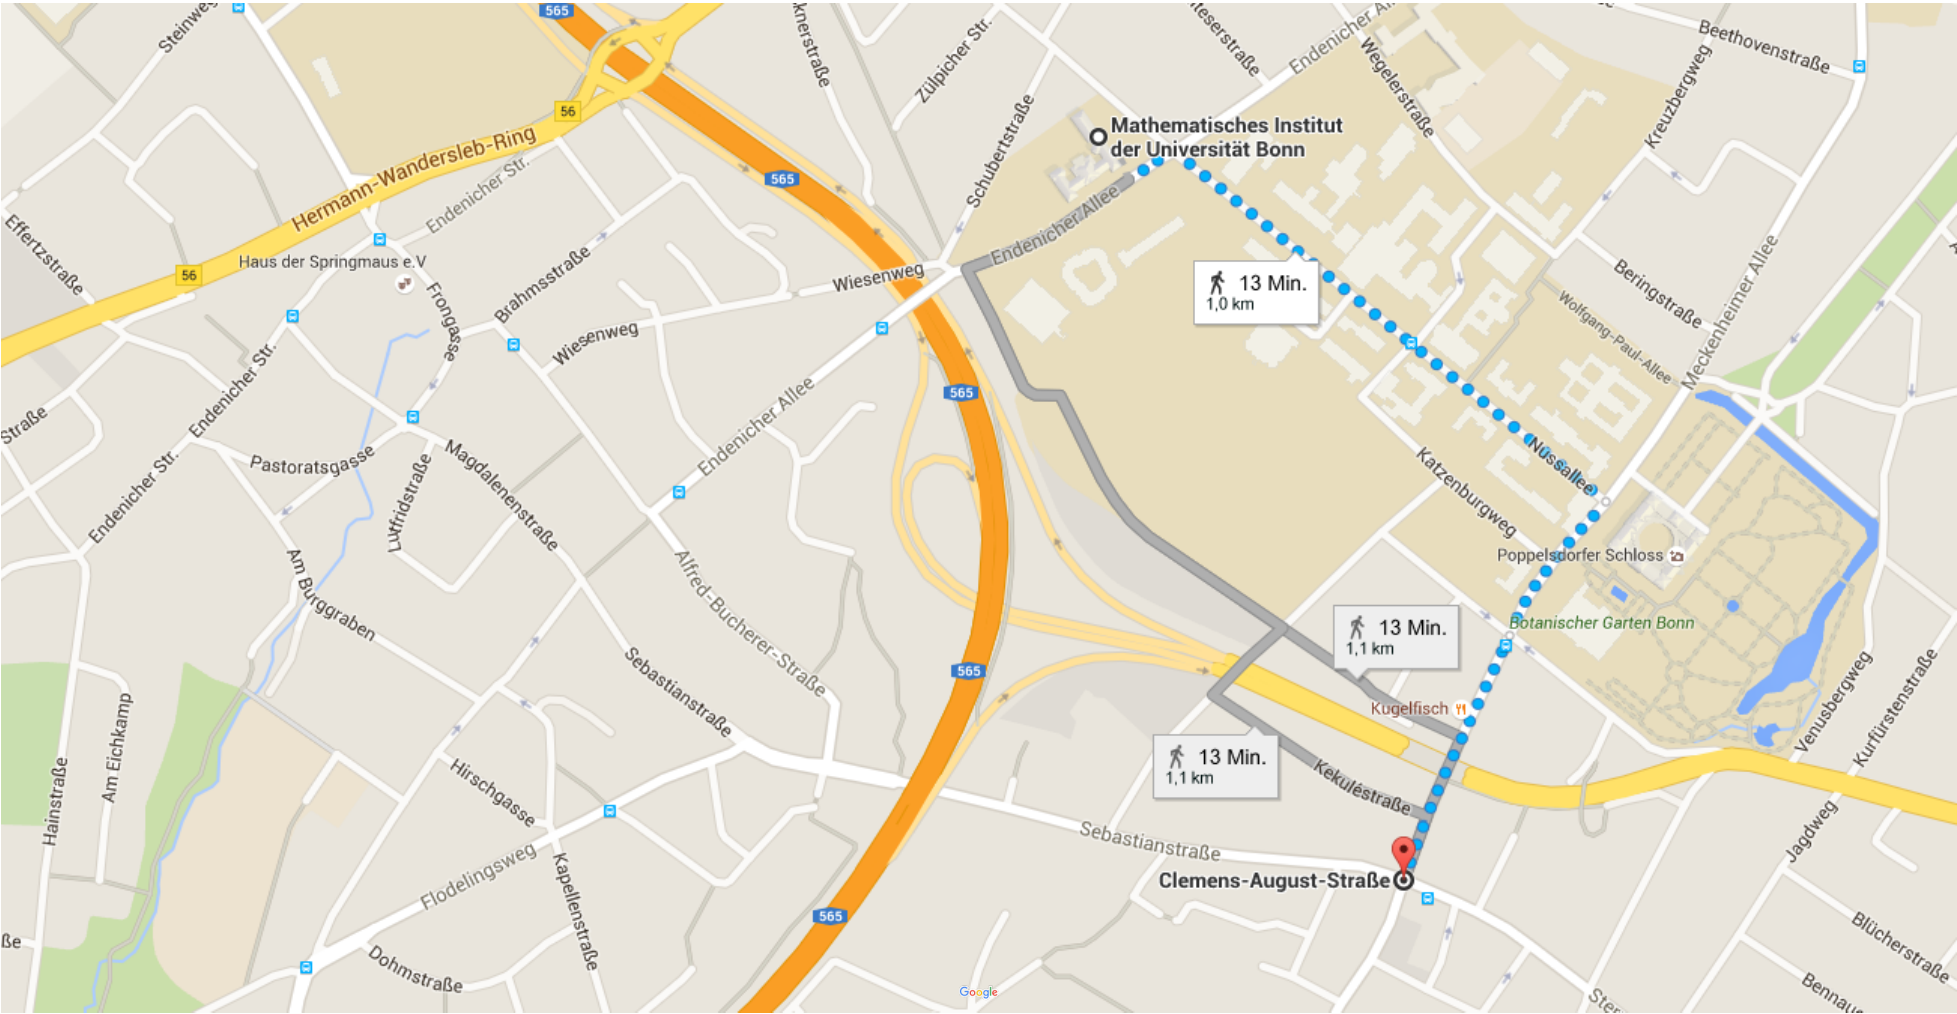 565
Steinweg
Zülpicher Str.
Endenicher
Wegelerstraße
Beethovenstraße
Kreuzbergweg
56
Hermann-Wandersleb-Ring
Endenicher Str.
565
Schubertstraße
Mathematisches Institut
der Universität Bonn
Effertzstraße
56
Haus der Springmaus e.V
Frongasse
Brahmsstraße
Wiesenweg
Endenicher Allee
13 Min.
1,0 km
Beringstraße
Wolfgang-Paul-Allee
Meckenheimer Allee
Wiesenweg
Endenicher Str.
Straße
Endenicher Allee
565
Pastoratsgasse
Magdalenenstraße
Luffridstraße
Endenicher Str.
Katzenburgweg
Nussallee
Poppelsdorfer Schloss
Am Burggraben
Alfred-Bucherer-Straße
13 Min.
1,1 km
Botanischer Garten Bonn
Sebastianstraße
565
Kugelfisch
Venusbergweg
Kurfürstenstraße
Am Eichkamp
Hainstraße
Hirschgasse
13 Min.
1,1 km
Kekuléstraße
Sebastianstraße
Jagdweg
Clemens-August-Straße
Flodelingsweg
Kapellenstraße
565
Dohmstraße
ße
Blücherstraße
Google
Bennaue
Ster